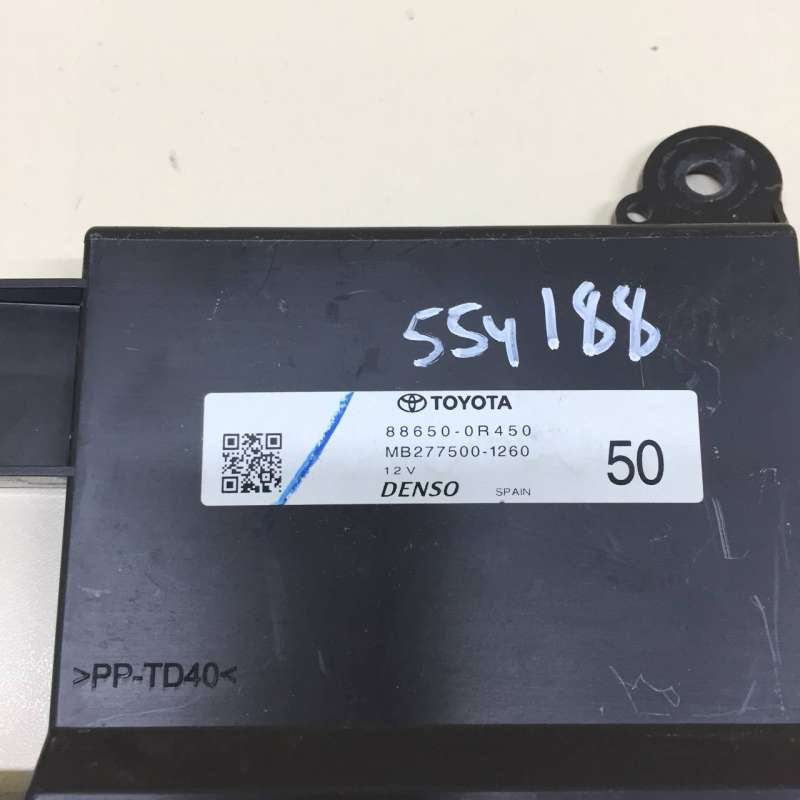 554188
TOYOTA
88650-0R450
MB277500-1260
12V
50
DENSO SPAIN
>PP-TD40<